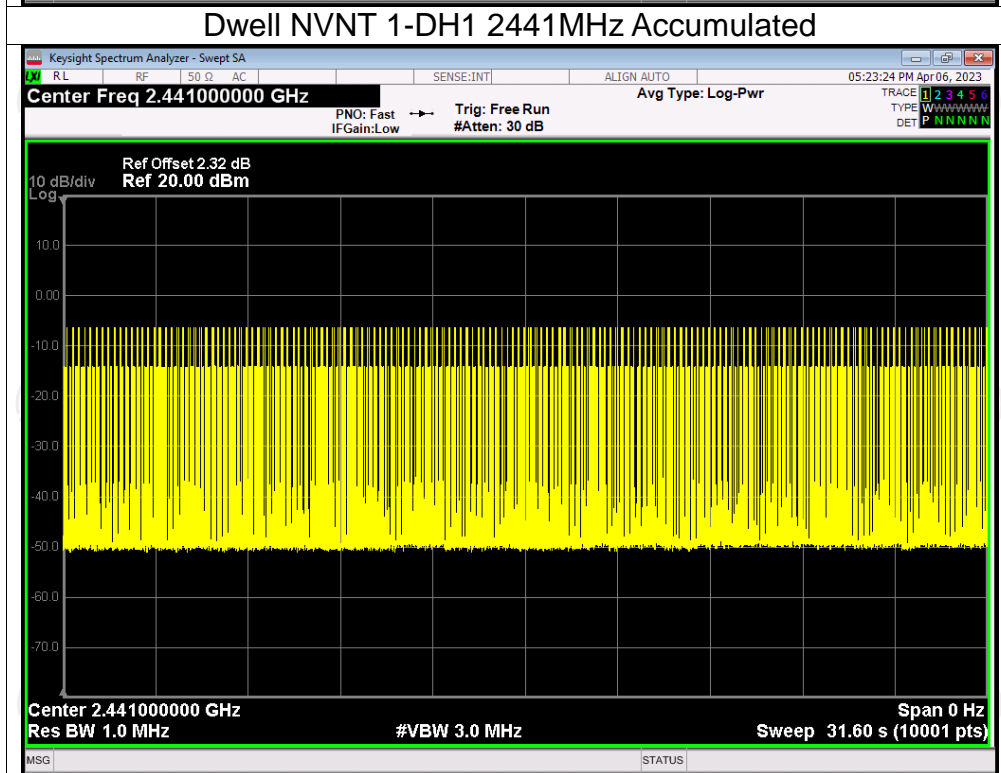 Dwell NVNT 1-DH1 2441MHz Accumulated
Keysight Spectrum Analyzer - Swept SA
LXI RL RF 50 Ω AC SENSE:INT ALIGN AUTO 05:23:24 PM Apr 06, 2023
Center Freq 2.441000000 GHz Avg Type: Log-Pwr TRACE 1 2 3 4 5 6
PNO: Fast Trig: Free Run TYPE WWWWWW
IFGain:Low #Atten: 30 dB DET P N N N N N
Ref Offset 2.32 dB
10 dB/div Ref 20.00 dBm
Log
10.0
0.00
-10.0
-20.0
-30.0
-40.0
-50.0
-60.0
-70.0
Center 2.441000000 GHz Span 0 Hz
Res BW 1.0 MHz #VBW 3.0 MHz Sweep 31.60 s (10001 pts)
MSG STATUS